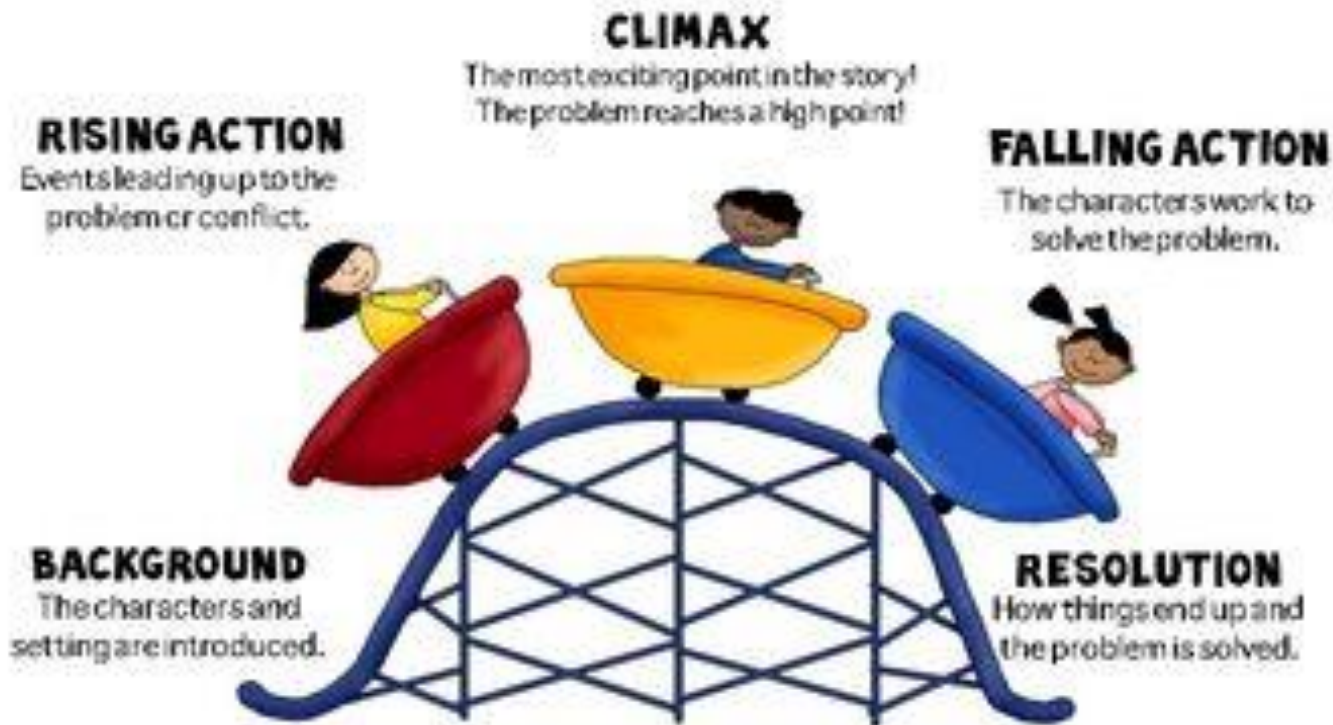 CLIMAX
The most exciting point in the story!
The problem reaches a high point!
RISING ACTION
Events leading up to the
problem or conflict.
FALLING ACTION
The characters work to
solve the problem.
BACKGROUND
The characters and
setting are introduced.
RESOLUTION
How things end up and
the problem is solved.